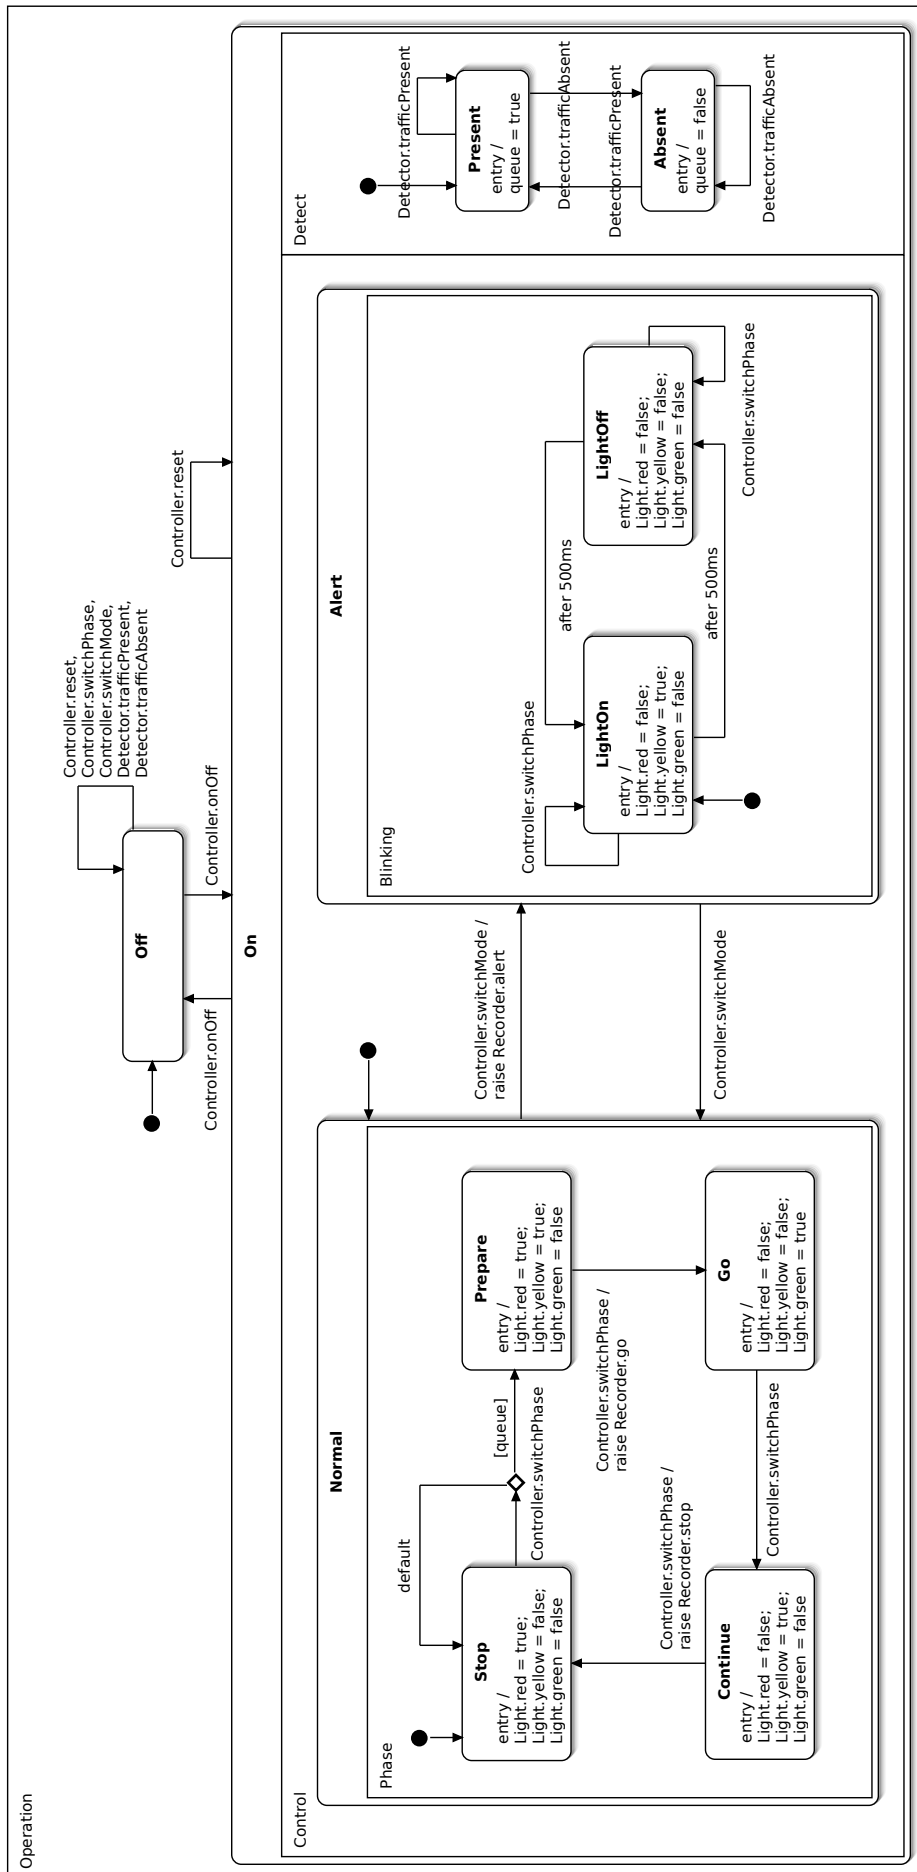 Operation
Off
Controller.reset,
Controller.switchPhase,
Controller.switchMode,
Detector.trafficPresent,
Detector.trafficAbsent
Controller.onOff
Controller.onOff
Controller.reset
On
Control
Normal
Phase
default
Stop
entry /
Light.red = true;
Light.yellow = false;
Light.green = false
Controller.switchPhase
[queue]
Prepare
entry /
Light.red = true;
Light.yellow = true;
Light.green = false
Controller.switchPhase /
raise Recorder.go
Controller.switchPhase /
raise Recorder.stop
Continue
entry /
Light.red = false;
Light.yellow = true;
Light.green = false
Controller.switchPhase
Go
entry /
Light.red = false;
Light.yellow = false;
Light.green = true
Controller.switchMode /
raise Recorder.alert
Controller.switchMode
Alert
Blinking
Controller.switchPhase
LightOn
entry /
Light.red = false;
Light.yellow = true;
Light.green = false
after 500ms
after 500ms
LightOff
entry /
Light.red = false;
Light.yellow = false;
Light.green = false
Controller.switchPhase
Detect
Detector.trafficPresent
Present
entry /
queue = true
Detector.trafficAbsent
Detector.trafficPresent
Absent
entry /
queue = false
Detector.trafficAbsent